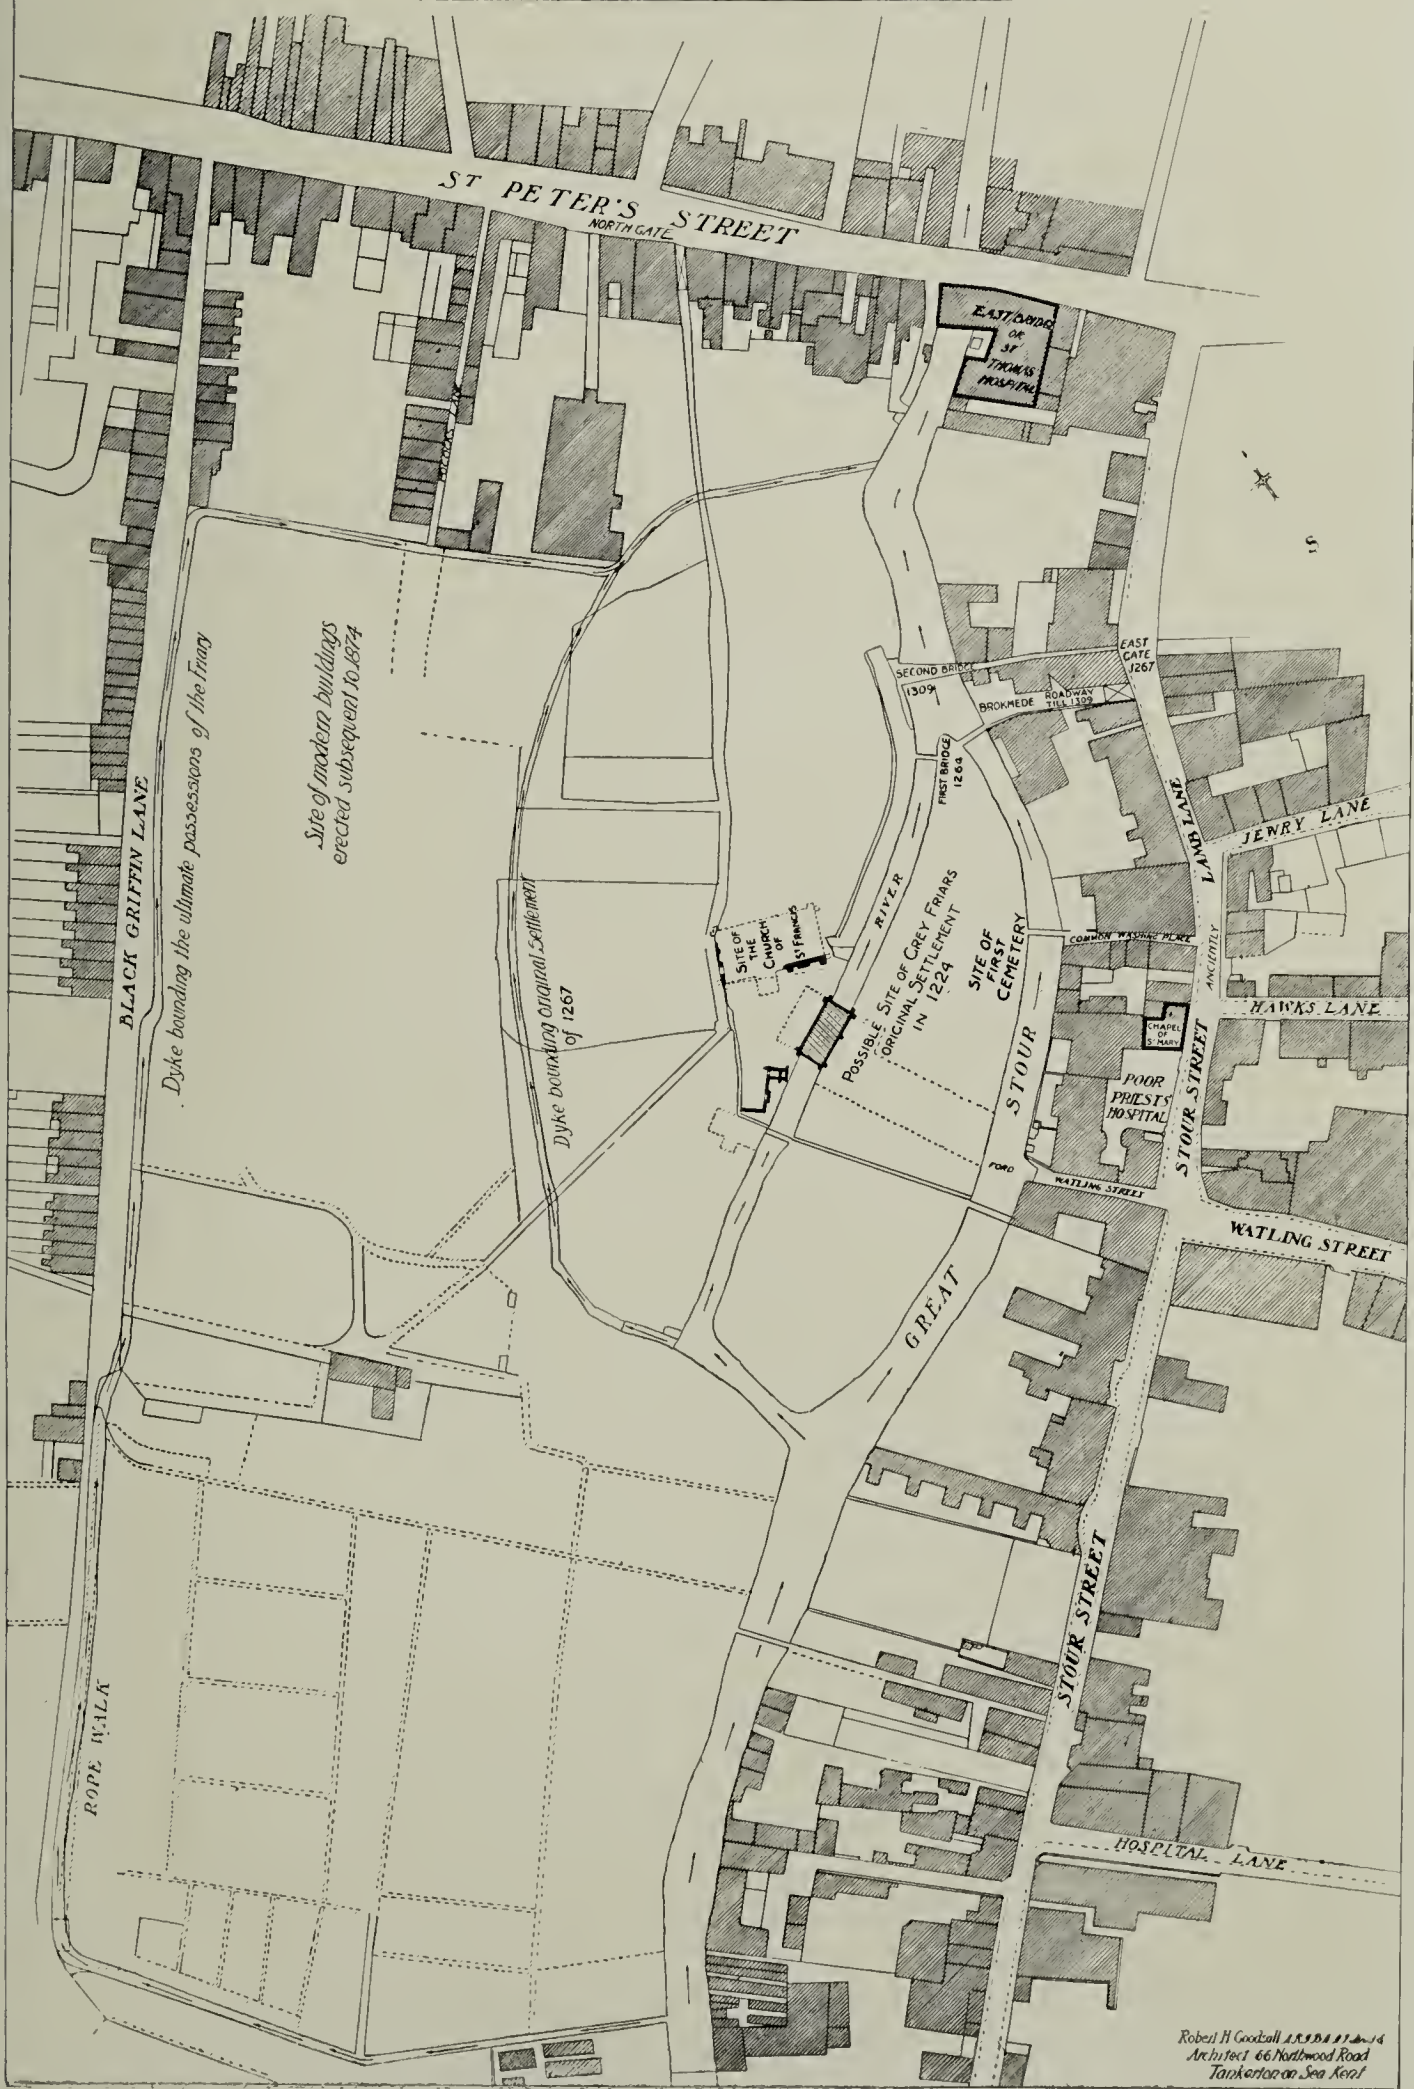 ST PETER'S STREET
NORTH GATE
EAST BRIDGE
OR
ST
THOMAS
HOSPITAL
S
BLACK GRIFFIN LANE
Dyke bounding the ultimate possessions of the Friary
Site of modern buildings
erected subsequent to 1874
Dyke bounding original settlement
of 1267
SECOND BRIDGE
1309
EAST
GATE
1267
BROKMEDE
ROADWAY
TILL 1309
FIRST BRIDGE
1264
LAMB LANE
ANCIENTLY
JEWRY LANE
RIVER
SITE OF
THE
CHURCH
OF
ST FRANCIS
POSSIBLE SITE OF GREY FRIARS
ORIGINAL SETTLEMENT
IN 1224
SITE OF
FIRST
CEMETERY
COMMON WASHING PLACE
HAWKS LANE
CHAPEL
OF
ST MARY
POOR
PRIESTS
HOSPITAL
STOUR STREET
STOUR
FORD
WATLING STREET
WATLING STREET
GREAT
STOUR STREET
ROPE WALK
HOSPITAL LANE
Robert H Goodsall
Architect 66 Northwood Road
Tankerton on Sea Kent